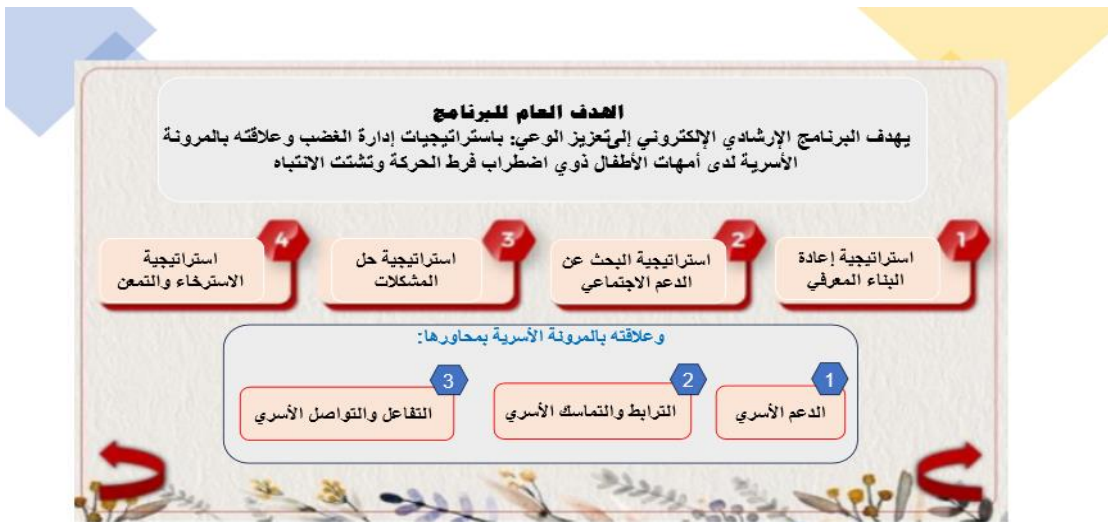 الهدف العام للبرنامج
يهدف البرنامج الإرشادي الإلكتروني إلى تعزيز الوعي: باستراتيجيات إدارة الغضب وعلاقته بالمرونة
الأسرية لدى أمهات الأطفال ذوي اضطراب فرط الحركة وتشتت الانتباه
1
استراتيجية إعادة
البناء المعرفي
2
استراتيجية البحث عن
الدعم الاجتماعي
3
استراتيجية حل
المشكلات
4
استراتيجية
الاسترخاء والتمعن
وعلاقته بالمرونة الأسرية بمحاورها:
1
الدعم الأسري
2
الترابط والتماسك الأسري
3
التفاعل والتواصل الأسري